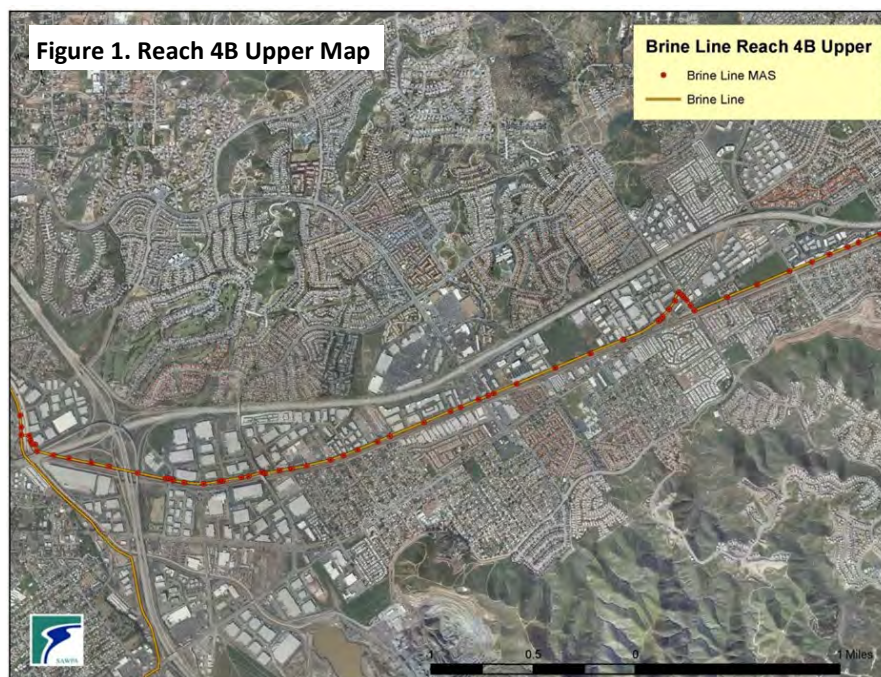 Figure 1. Reach 4B Upper Map
Brine Line Reach 4B Upper
Brine Line MAS
Brine Line
SAWPA
1 0.5 0 1 Miles